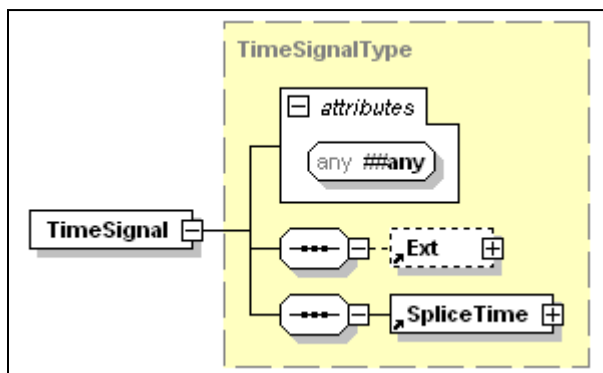 TimeSignalType
attributes
any ##any
TimeSignal
Ext
SpliceTime